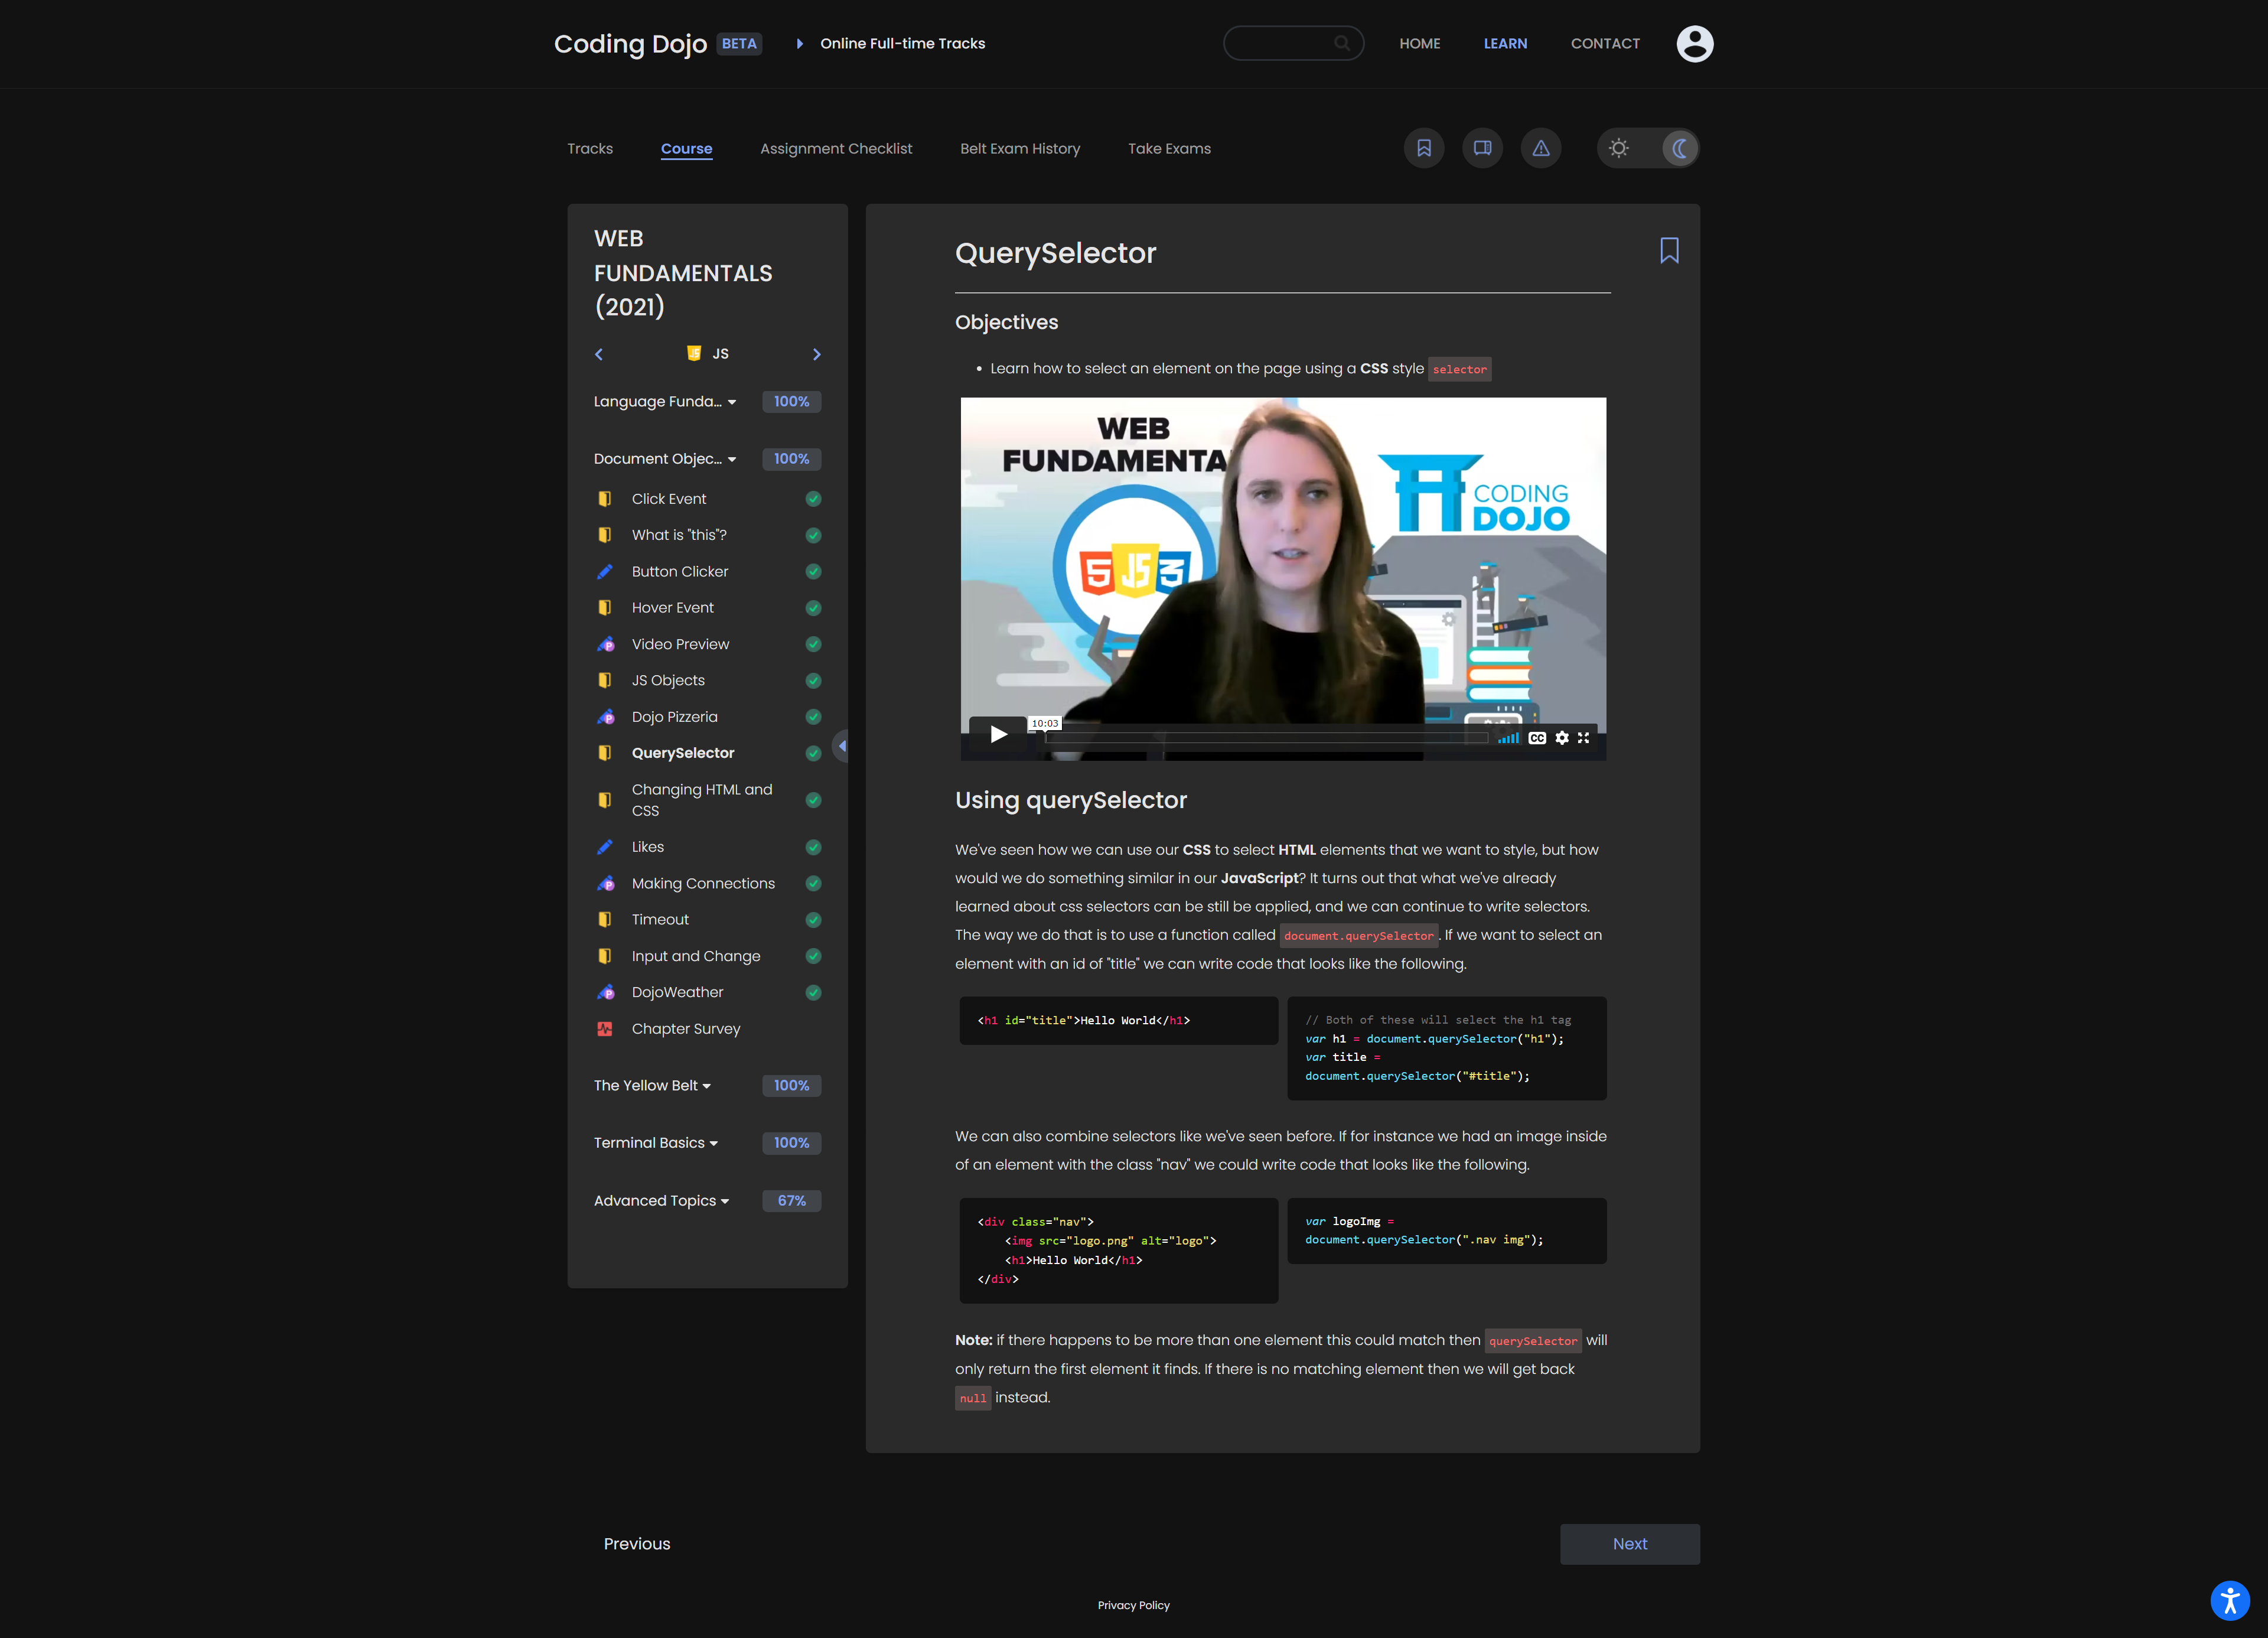 Coding Dojo BETA
Online Full-time Tracks
HOME
LEARN
CONTACT
Tracks
Course
Assignment Checklist
Belt Exam History
Take Exams
WEB
FUNDAMENTALS
(2021)
JS
Language Funda... 100%
Document Objec... 100%
Click Event
What is "this"?
Button Clicker
Hover Event
Video Preview
JS Objects
Dojo Pizzeria
QuerySelector
Changing HTML and
CSS
Likes
Making Connections
Timeout
Input and Change
DojoWeather
Chapter Survey
The Yellow Belt 100%
Terminal Basics 100%
Advanced Topics 67%
QuerySelector
Objectives
• Learn how to select an element on the page using a CSS style selector
WEB
FUNDAMENTA
5 JS 3
CODING
DOJO
10:03
CC
Using querySelector
We've seen how we can use our CSS to select HTML elements that we want to style, but how
would we do something similar in our JavaScript? It turns out that what we've already
learned about css selectors can be still be applied, and we can continue to write selectors.
The way we do that is to use a function called document.querySelector. If we want to select an
element with an id of "title" we can write code that looks like the following.
<h1 id="title">Hello World</h1>
// Both of these will select the h1 tag
var h1 = document.querySelector("h1");
var title =
document.querySelector("#title");
We can also combine selectors like we've seen before. If for instance we had an image inside
of an element with the class "nav" we could write code that looks like the following.
<div class="nav">
<img src="logo.png" alt="logo">
<h1>Hello World</h1>
</div>
var logoImg =
document.querySelector(".nav img");
Note: if there happens to be more than one element this could match then querySelector will
only return the first element it finds. If there is no matching element then we will get back
null instead.
Previous
Next
Privacy Policy